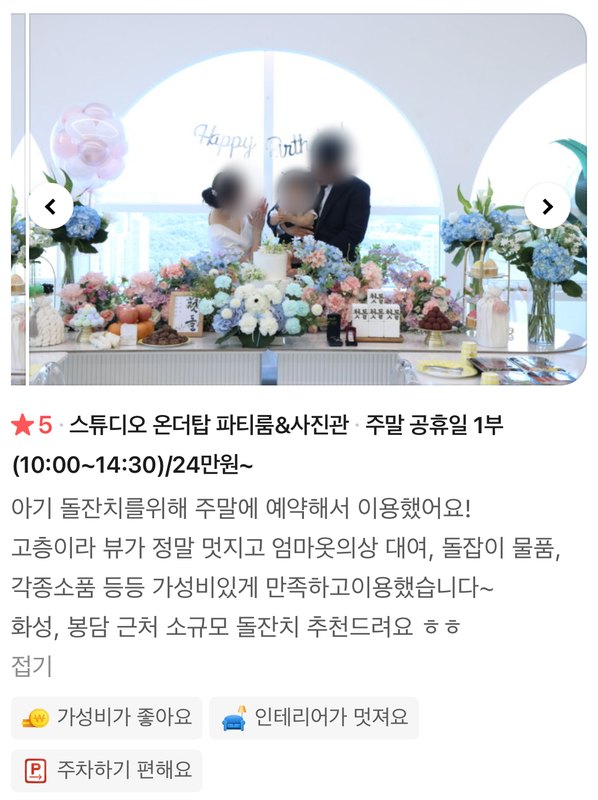 Happy Birth
첫돌
★5 · 스튜디오 온더탑 파티룸&사진관 · 주말 공휴일 1부
(10:00~14:30)/24만원~
아기 돌잔치를위해 주말에 예약해서 이용했어요!
고층이라 뷰가 정말 멋지고 엄마옷의상 대여, 돌잡이 물품,
각종소품 등등 가성비있게 만족하고이용했습니다~
화성, 봉담 근처 소규모 돌잔치 추천드려요 ㅎㅎ
접기
가성비가 좋아요
인테리어가 멋져요
주차하기 편해요